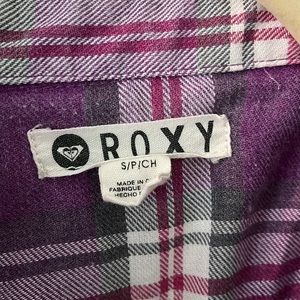 ROXY
S/P/CH
MADE IN
FABRIQUE
HECHO